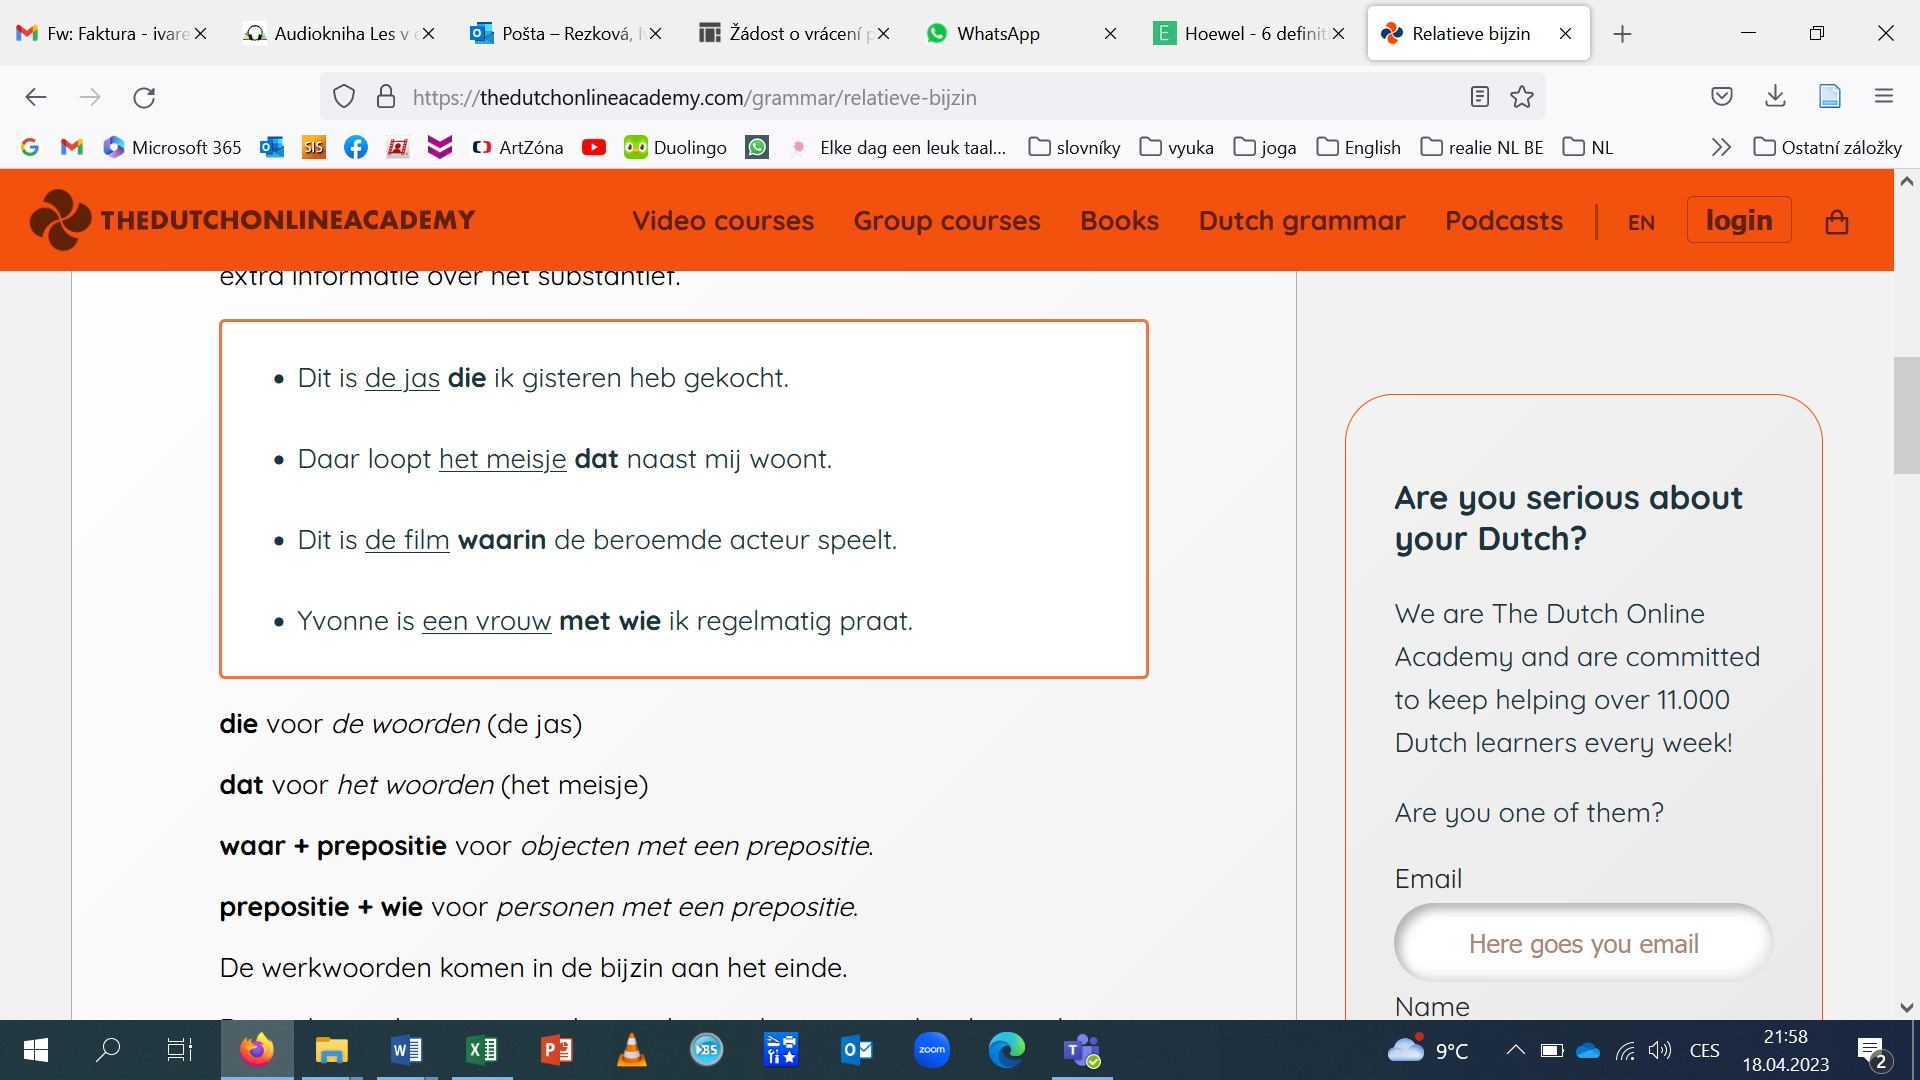 Fw: Faktura - ivare
Audiokniha Les v
Pošta – Rezková, I
Žádost o vrácení p
WhatsApp
Hoewel - 6 definit
Relatieve bijzin
https://thedutchonlineacademy.com/grammar/relatieve-bijzin
Microsoft 365
SIS
ArtZóna
Duolingo
Elke dag een leuk taal...
slovníky
vyuka
joga
English
realie NL BE
NL
Ostatní záložky
THEDUTCHONLINEACADEMY
Video courses
Group courses
Books
Dutch grammar
Podcasts
EN
login
extra informatie over het substantief.
• Dit is de jas die ik gisteren heb gekocht.
• Daar loopt het meisje dat naast mij woont.
• Dit is de film waarin de beroemde acteur speelt.
• Yvonne is een vrouw met wie ik regelmatig praat.
die voor de woorden (de jas)
dat voor het woorden (het meisje)
waar + prepositie voor objecten met een prepositie.
prepositie + wie voor personen met een prepositie.
De werkwoorden komen in de bijzin aan het einde.
Are you serious about
your Dutch?
We are The Dutch Online
Academy and are committed
to keep helping over 11.000
Dutch learners every week!
Are you one of them?
Email
Here goes you email
Name
BS
zoom
9°C
CES
21:58
18.04.2023
2